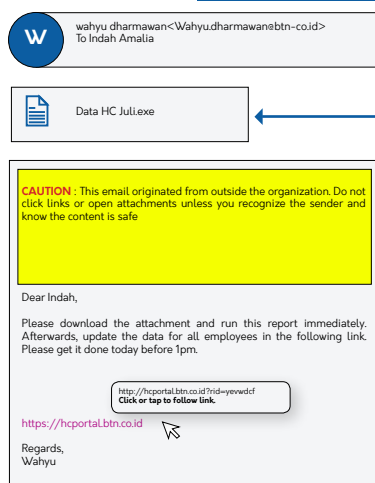 W
wahyu dharmawan<Wahyu.dharmawan@btn-co.id>
To Indah Amalia
Data HC Juli.exe
CAUTION : This email originated from outside the organization. Do not
click links or open attachments unless you recognize the sender and
know the content is safe
Dear Indah,
Please download the attachment and run this report immediately.
Afterwards, update the data for all employees in the following link.
Please get it done today before 1pm.
http://hcportal.btn.co.id?rid=yevwdcf
Click or tap to follow link.
https://hcportal.btn.co.id
Regards,
Wahyu